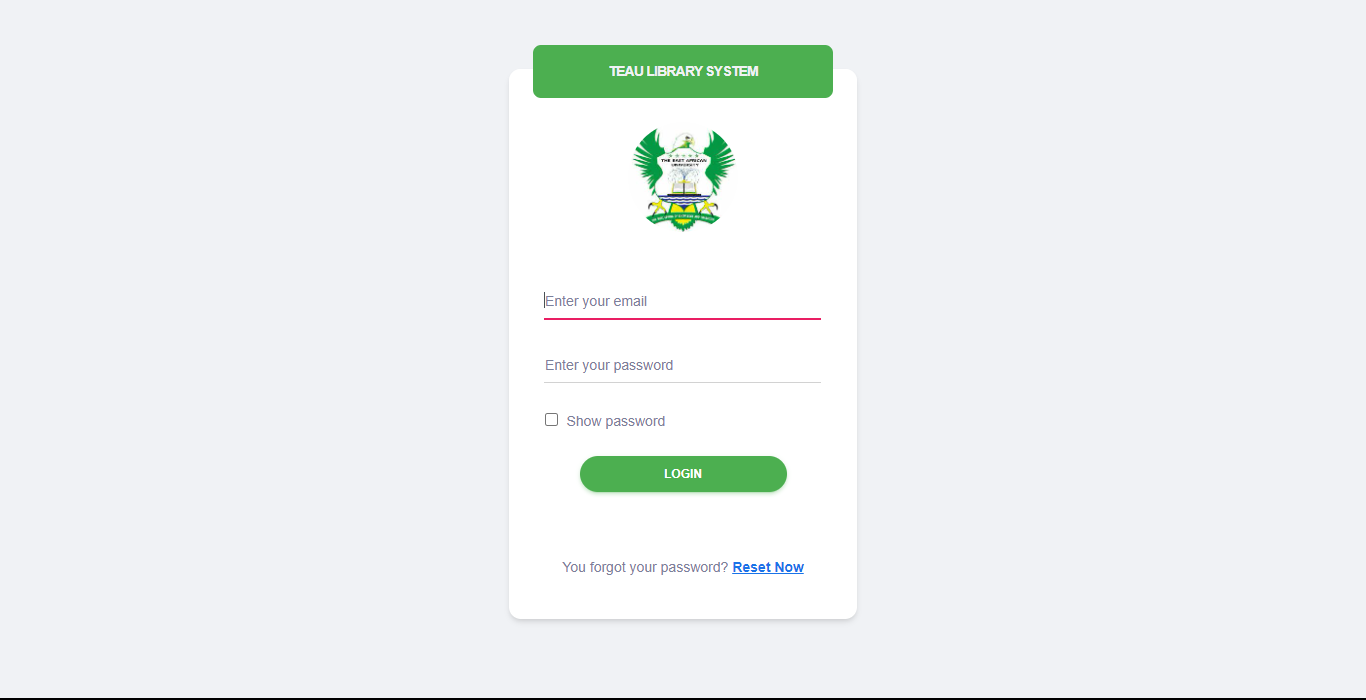 TEAU LIBRARY SYSTEM
THE EAST AFRICAN
UNIVERSITY
Enter your email
Enter your password
Show password
LOGIN
You forgot your password? Reset Now